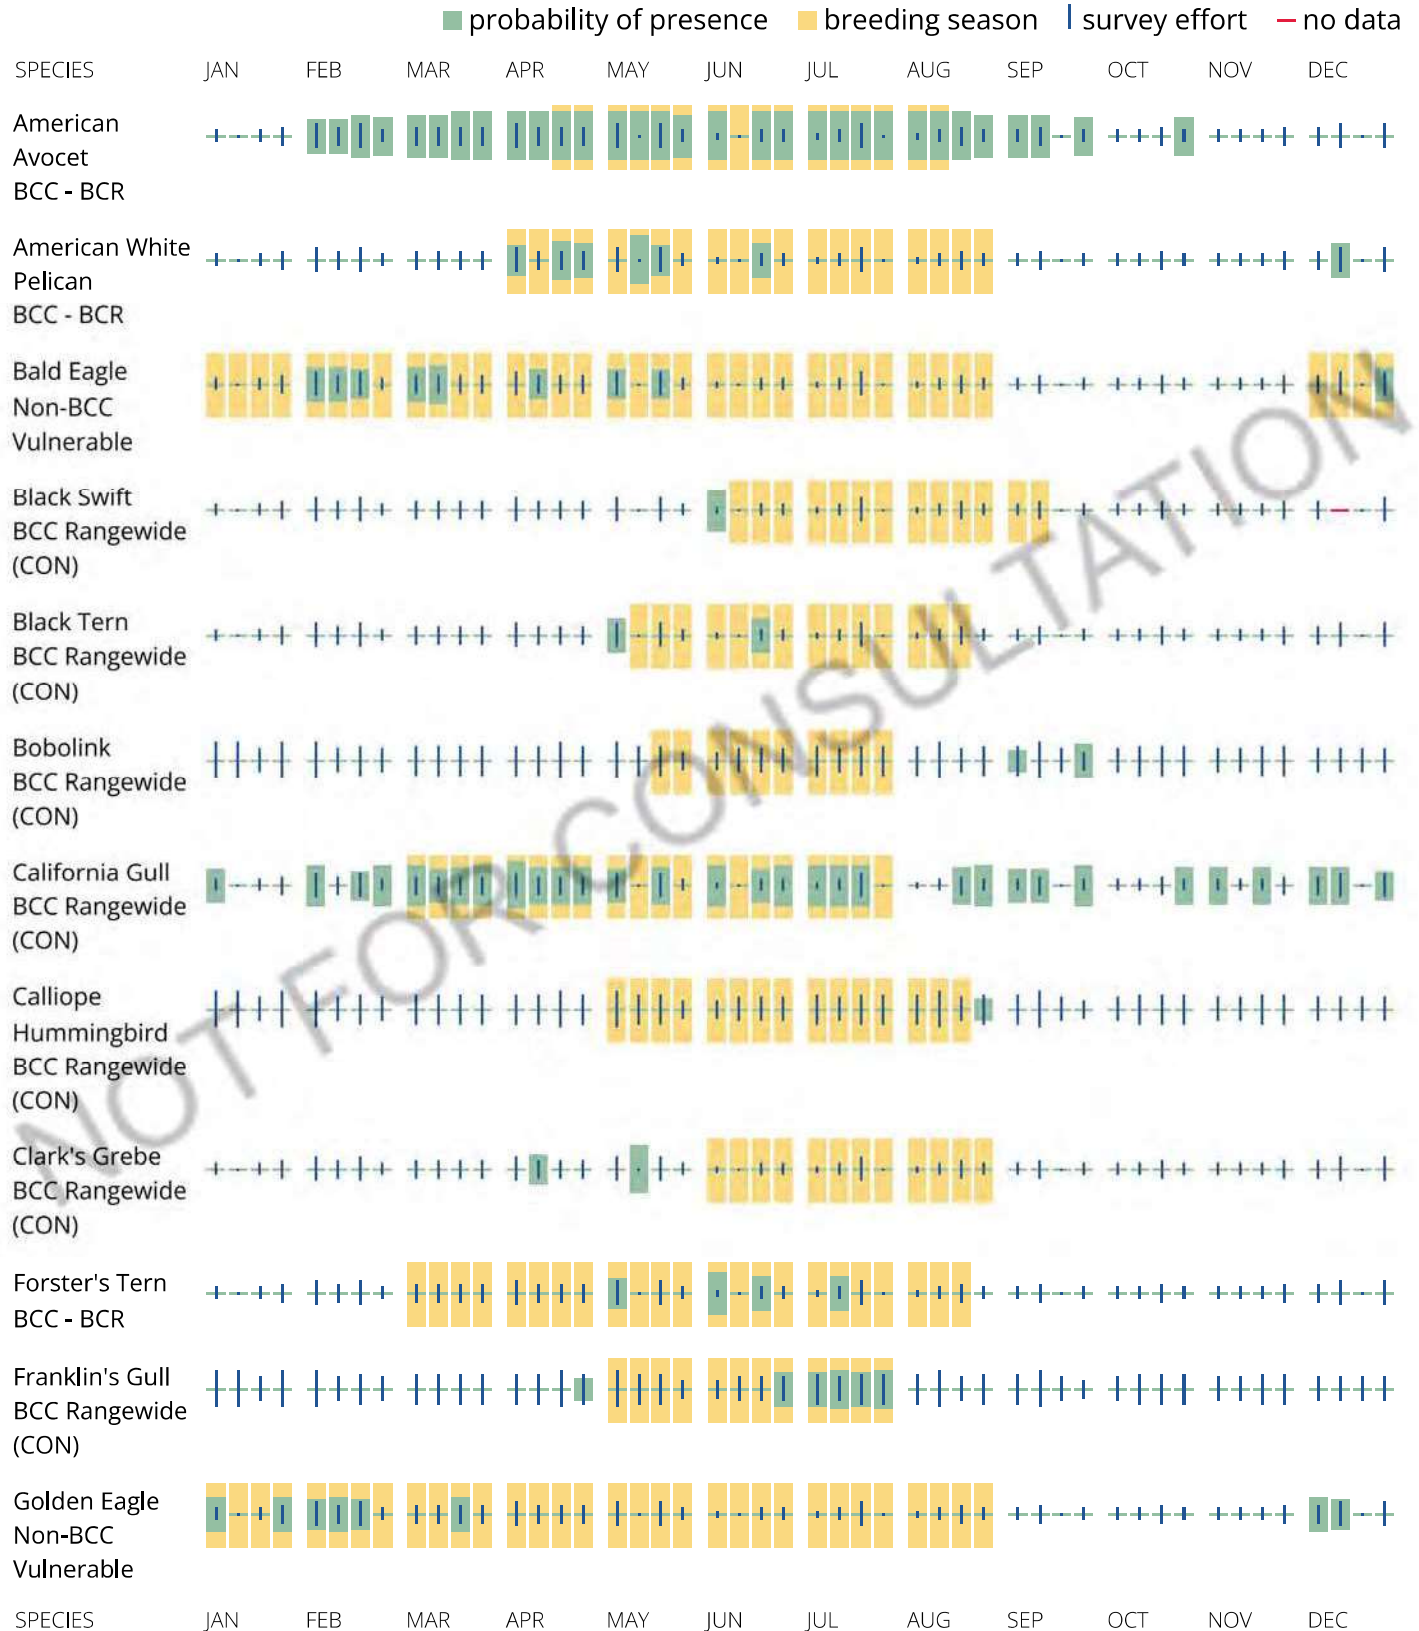 probability of presence breeding season survey effort no data
SPECIES JAN FEB MAR APR MAY JUN JUL AUG SEP OCT NOV DEC
American
Avocet
BCC - BCR
American White
Pelican
BCC - BCR
Bald Eagle
Non-BCC
Vulnerable
Black Swift
BCC Rangewide
(CON)
Black Tern
BCC Rangewide
(CON)
Bobolink
BCC Rangewide
(CON)
California Gull
BCC Rangewide
(CON)
Calliope
Hummingbird
BCC Rangewide
(CON)
Clark's Grebe
BCC Rangewide
(CON)
Forster's Tern
BCC - BCR
Franklin's Gull
BCC Rangewide
(CON)
Golden Eagle
Non-BCC
Vulnerable
SPECIES JAN FEB MAR APR MAY JUN JUL AUG SEP OCT NOV DEC
NOT FOR CONSULTATION